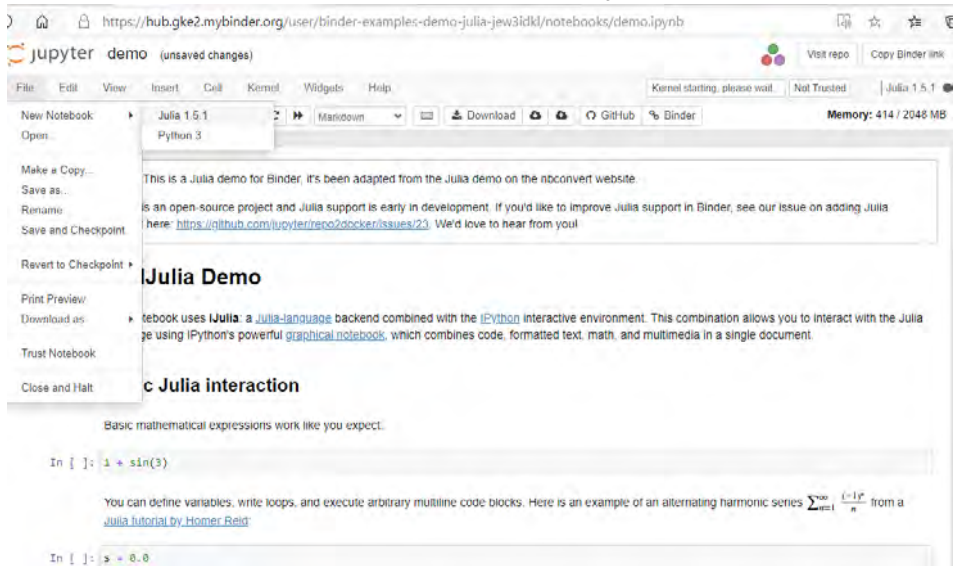 https://hub.gke2.mybinder.org/user/binder-examples-demo-julia-jew3idkl/notebooks/demo.ipynb
jupyter demo (unsaved changes) Visit repo Copy Binder link
File Edit View Insert Cell Kernel Widgets Help Kernel starting, please wait. Not Trusted Julia 1.5.1
New Notebook Julia 1.5.1 Markdown Download GitHub Binder Memory: 414 / 2048 MB
Open... Python 3
Make a Copy...
Save as...
Rename
Save and Checkpoint
Revert to Checkpoint
Print Preview
Download as
Trust Notebook
Close and Halt
This is a Julia demo for Binder, it's been adapted from the Julia demo on the nbconvert website.
is an open-source project and Julia support is early in development. If you'd like to improve Julia support in Binder, see our issue on adding Julia
here: https://github.com/jupyter/repo2docker/issues/23. We'd love to hear from you!
IJulia Demo
tebook uses IJulia: a Julia-language backend combined with the IPython interactive environment. This combination allows you to interact with the Julia
ge using IPython's powerful graphical notebook, which combines code, formatted text, math, and multimedia in a single document.
c Julia interaction
Basic mathematical expressions work like you expect:
In [ ]: 1 + sin(3)
You can define variables, write loops, and execute arbitrary multiline code blocks. Here is an example of an alternating harmonic series ∑_{n=1}^{∞} (-1)ⁿ/n from a
Julia tutorial by Homer Reid:
In [ ]: s = 0.0